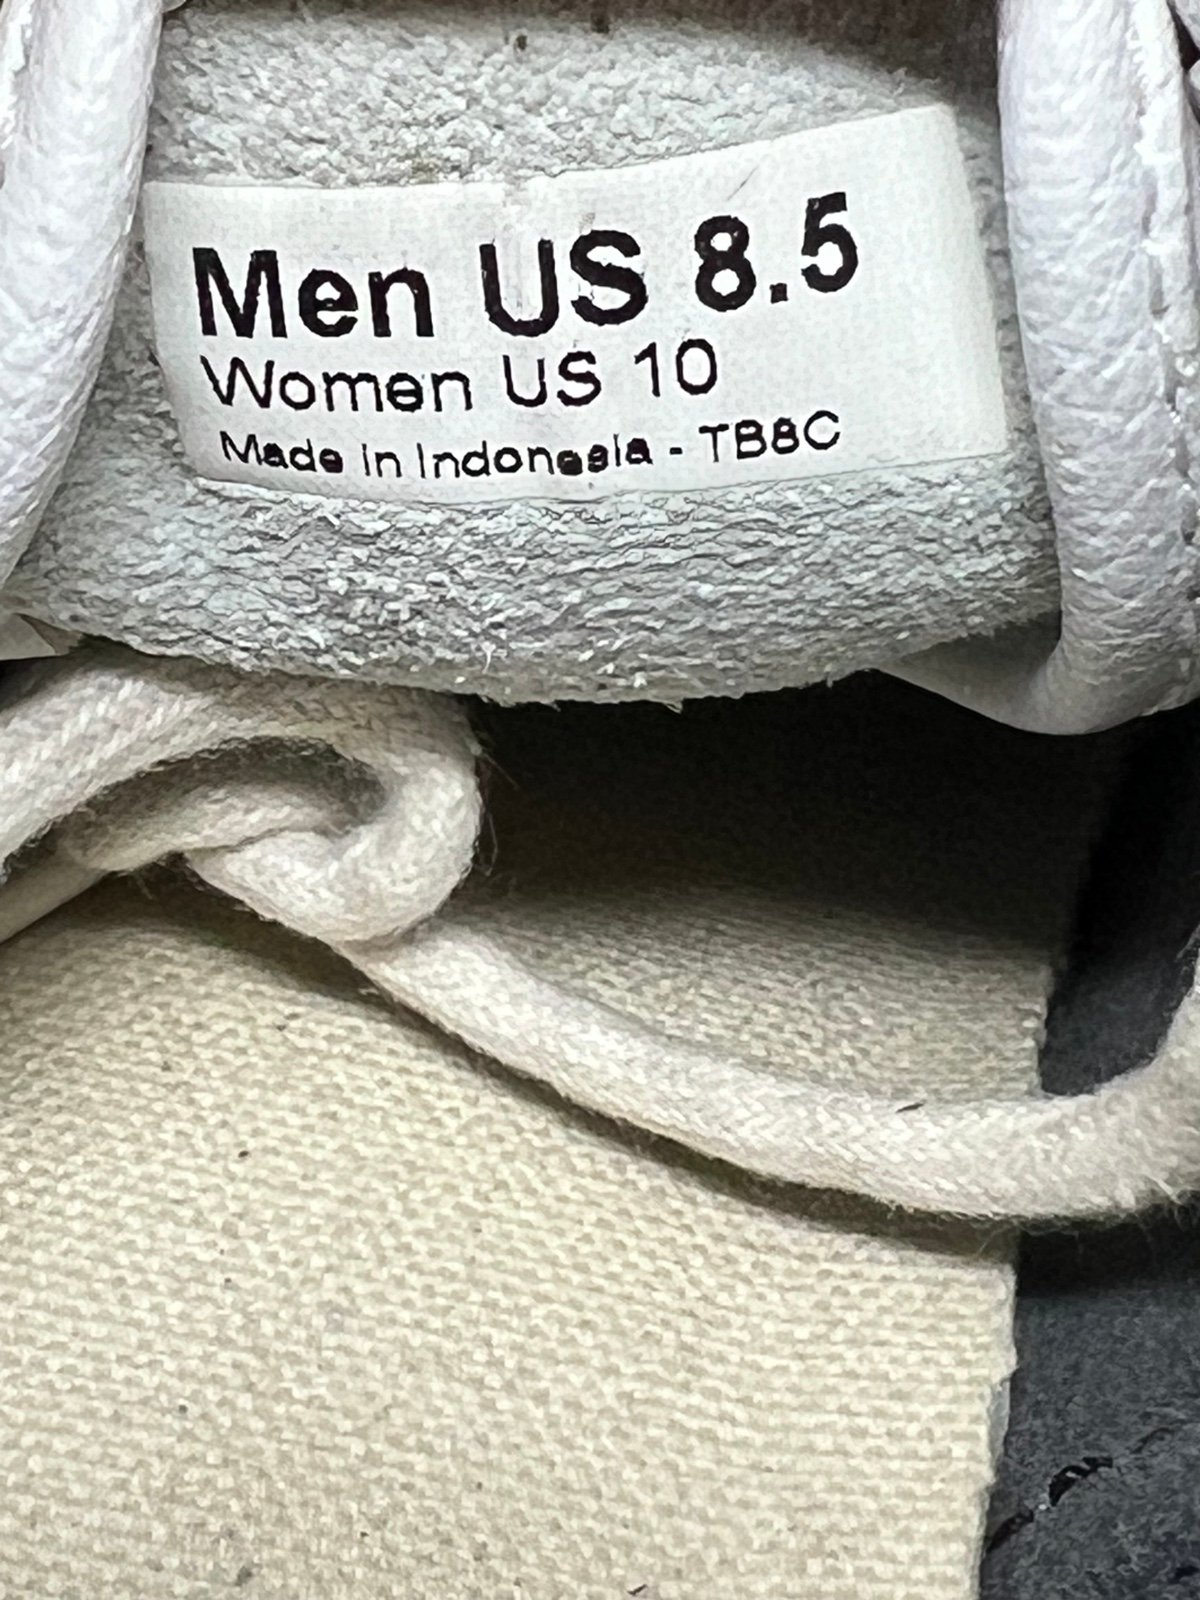 Men US 8.5
Women US 10
Made in Indonesia - TB8C